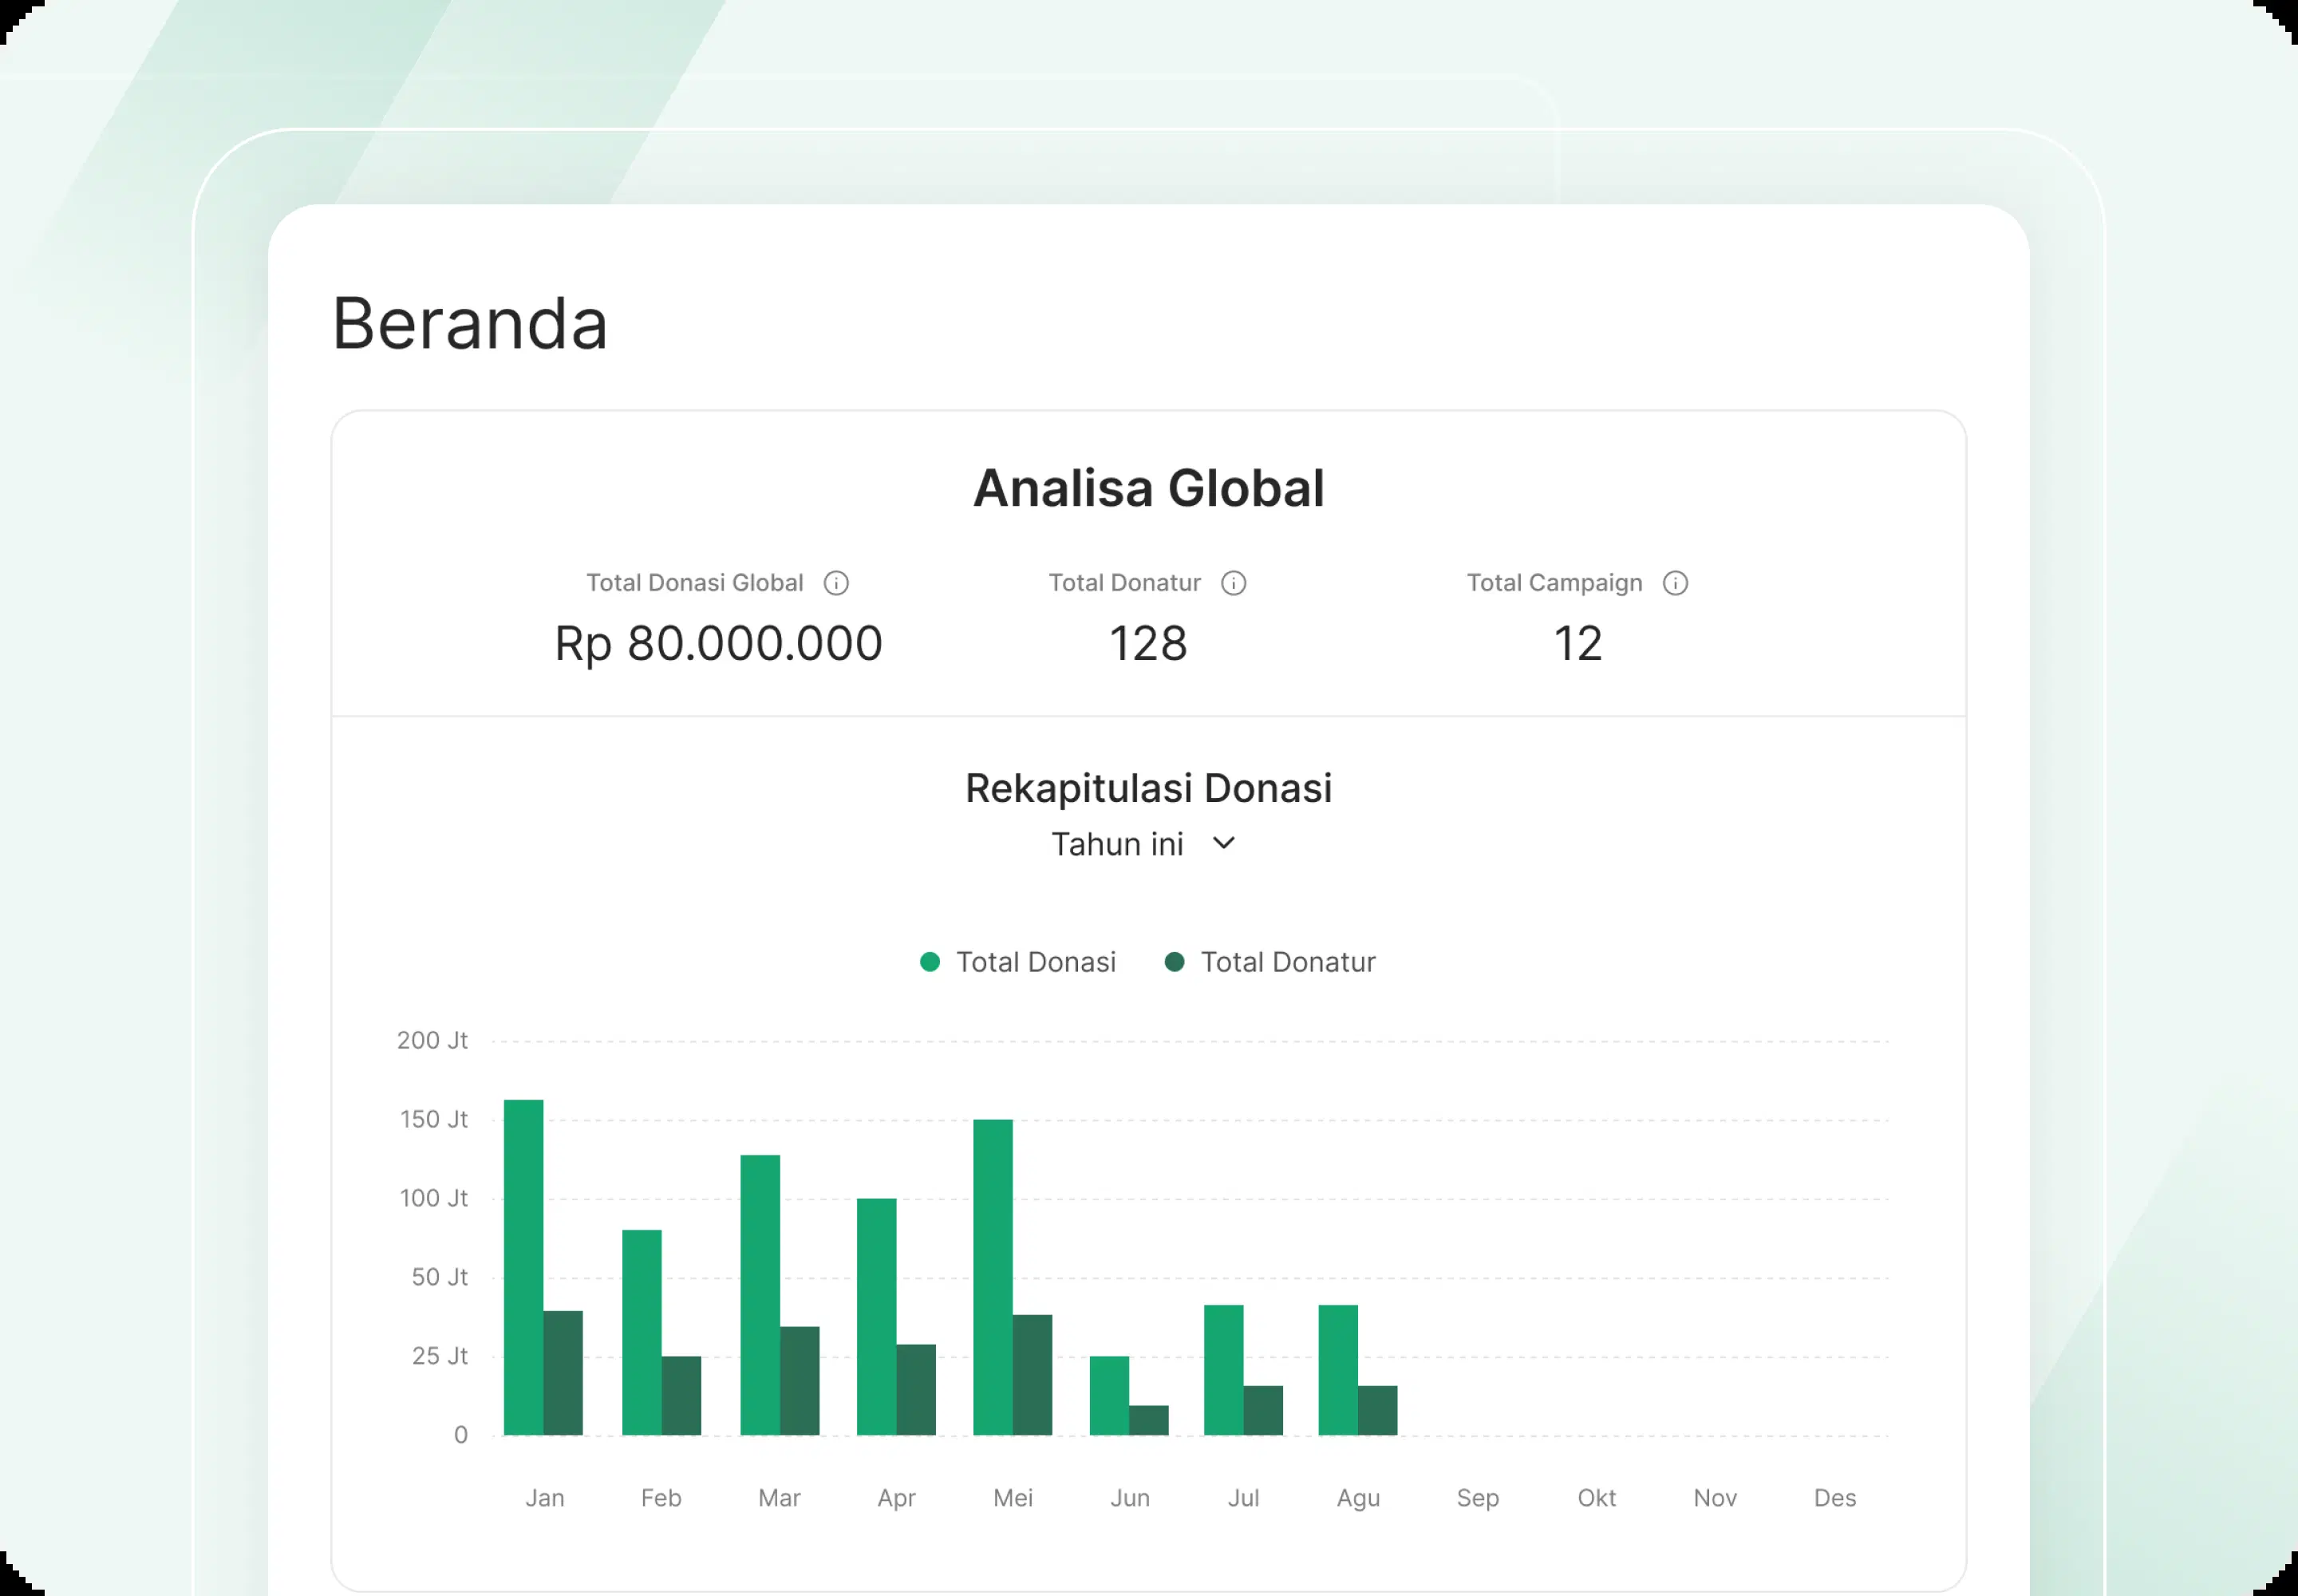 Beranda
Analisa Global
Total Donasi Global
Total Donatur
Total Campaign
Rp 80.000.000
128
12
Rekapitulasi Donasi
Tahun ini
Total Donasi
Total Donatur
200 Jt
150 Jt
100 Jt
50 Jt
25 Jt
0
Jan Feb Mar Apr Mei Jun Jul Agu Sep Okt Nov Des